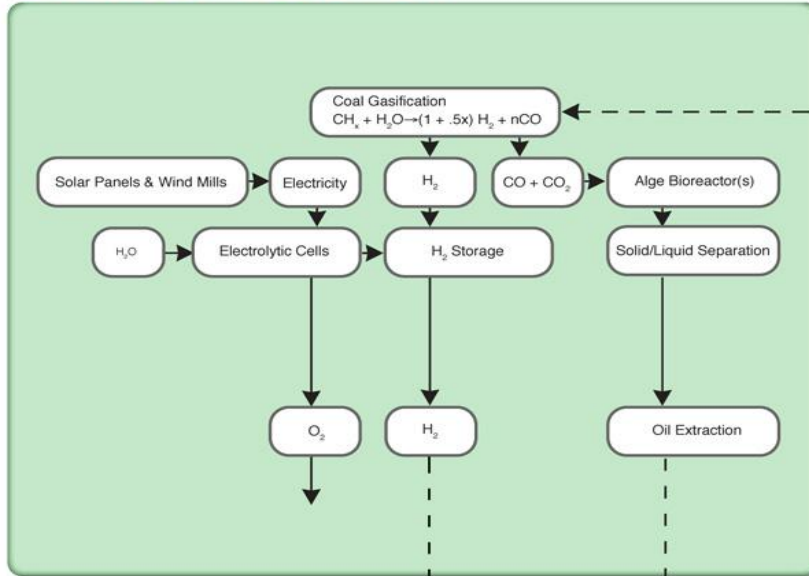 Coal Gasification
CHₓ + H₂O→(1 + .5x) H₂ + nCO
Solar Panels & Wind Mills
Electricity
H₂
CO + CO₂
Alge Bioreactor(s)
H₂O
Electrolytic Cells
H₂ Storage
Solid/Liquid Separation
O₂
H₂
Oil Extraction